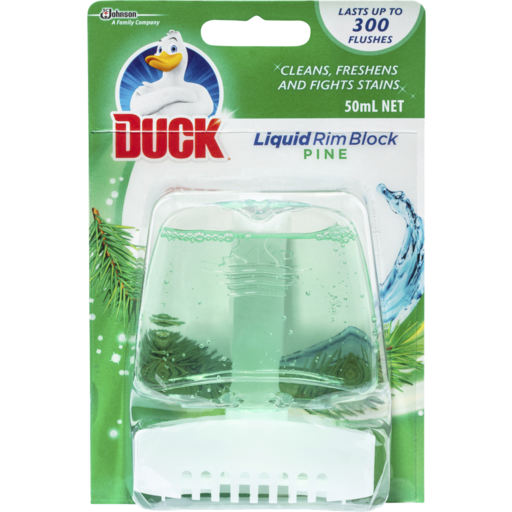 Johnson
A Family Company
LASTS UP TO
300
FLUSHES
CLEANS, FRESHENS
AND FIGHTS STAINS
50mL NET
DUCK
Liquid Rim Block
PINE